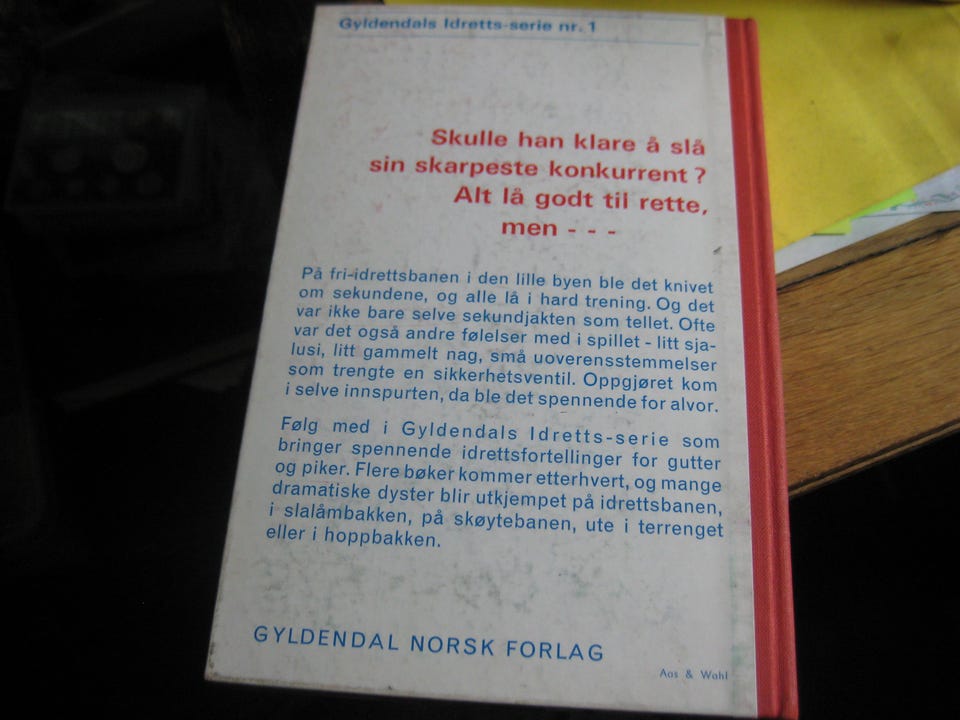 Gyldendals Idretts-serie nr. 1
Skulle han klare å slå
sin skarpeste konkurrent?
Alt lå godt til rette,
men - - -
På fri-idrettsbanen i den lille byen ble det knivet
om sekundene, og alle lå i hard trening. Og det
var ikke bare selve sekundjakten som tellet. Ofte
var det også andre følelser med i spillet - litt sja-
lusi, litt gammelt nag, små uoverensstemmelser
som trengte en sikkerhetsventil. Oppgjøret kom
i selve innspurten, da ble det spennende for alvor.
Følg med i Gyldendals Idretts-serie som
bringer spennende idrettsfortellinger for gutter
og piker. Flere bøker kommer etterhvert, og mange
dramatiske dyster blir utkjempet på idrettsbanen,
i slalåmbakken, på skøytebanen, ute i terrenget
eller i hoppbakken.
GYLDENDAL NORSK FORLAG
Aas & Wahl